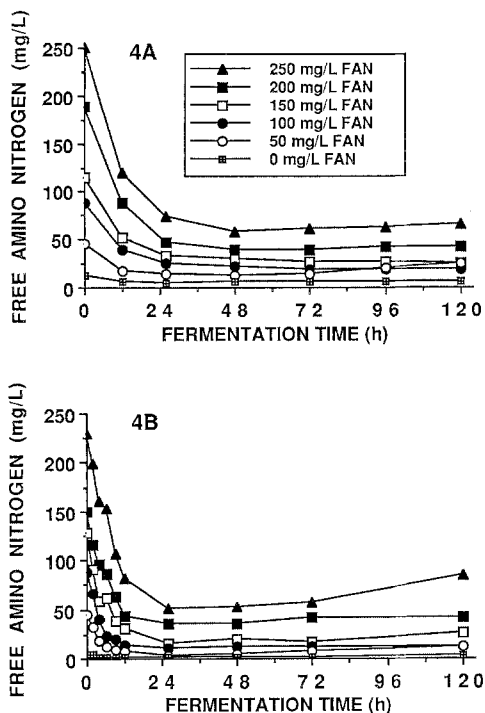 FREE AMINO NITROGEN (mg/L)
250
200
150
100
50
0
4A
250 mg/L FAN
200 mg/L FAN
150 mg/L FAN
100 mg/L FAN
50 mg/L FAN
0 mg/L FAN
0 24 48 72 96 120
FERMENTATION TIME (h)
FREE AMINO NITROGEN (mg/L)
250
200
150
100
50
0
4B
0 24 48 72 96 120
FERMENTATION TIME (h)